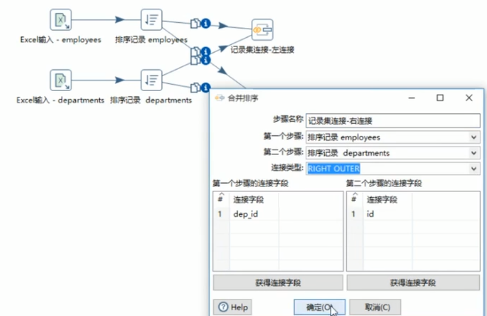 Excel输入 - employees
排序记录 employees
记录集连接-左连接
Excel输入 - departments
排序记录 departments
合并排序
步骤名称
记录集连接-右连接
第一个步骤:
排序记录 employees
第二个步骤:
排序记录 departments
连接类型:
RIGHT OUTER
第一个步骤的连接字段
第二个步骤的连接字段
# 连接字段
1 dep_id
# 连接字段
1 id
获得连接字段
获得连接字段
Help
确定(O)
取消(C)